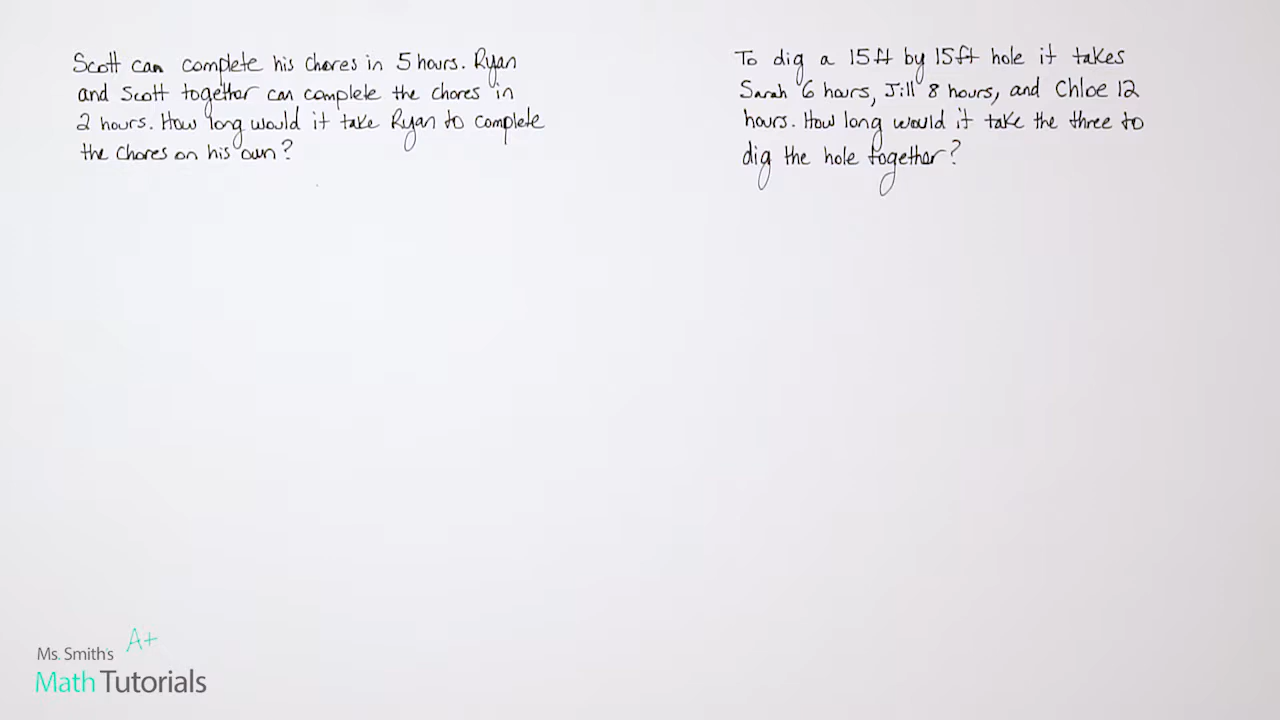 Scott can complete his chores in 5 hours. Ryan
and Scott together can complete the chores in
2 hours. How long would it take Ryan to complete
the chores on his own?
To dig a 15ft by 15ft hole it takes
Sarah 6 hours, Jill 8 hours, and Chloe 12
hours. How long would it take the three to
dig the hole together?
A+
Ms. Smith's
Math Tutorials